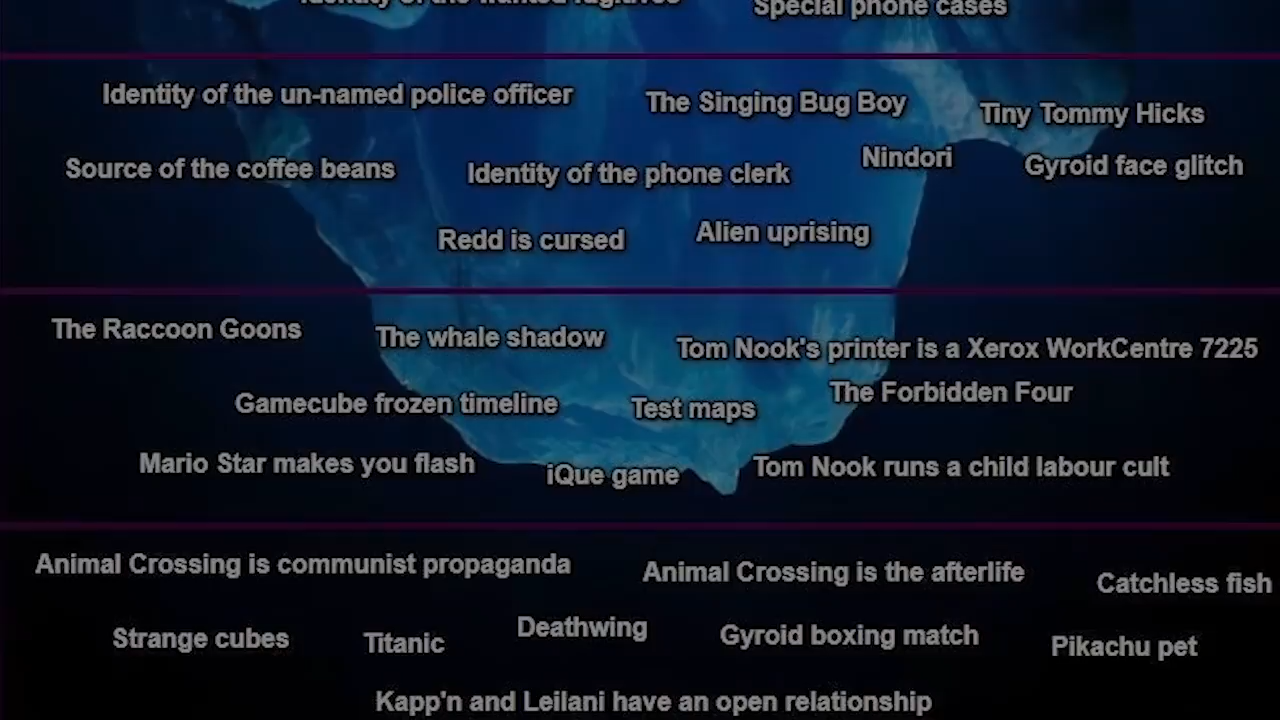 Identity of the wanted fugitives
Special phone cases
Identity of the un-named police officer
The Singing Bug Boy
Tiny Tommy Hicks
Source of the coffee beans
Identity of the phone clerk
Nindori
Gyroid face glitch
Redd is cursed
Alien uprising
The Raccoon Goons
The whale shadow
Tom Nook's printer is a Xerox WorkCentre 7225
Gamecube frozen timeline
Test maps
The Forbidden Four
Mario Star makes you flash
iQue game
Tom Nook runs a child labour cult
Animal Crossing is communist propaganda
Animal Crossing is the afterlife
Catchless fish
Strange cubes
Titanic
Deathwing
Gyroid boxing match
Pikachu pet
Kapp'n and Leilani have an open relationship